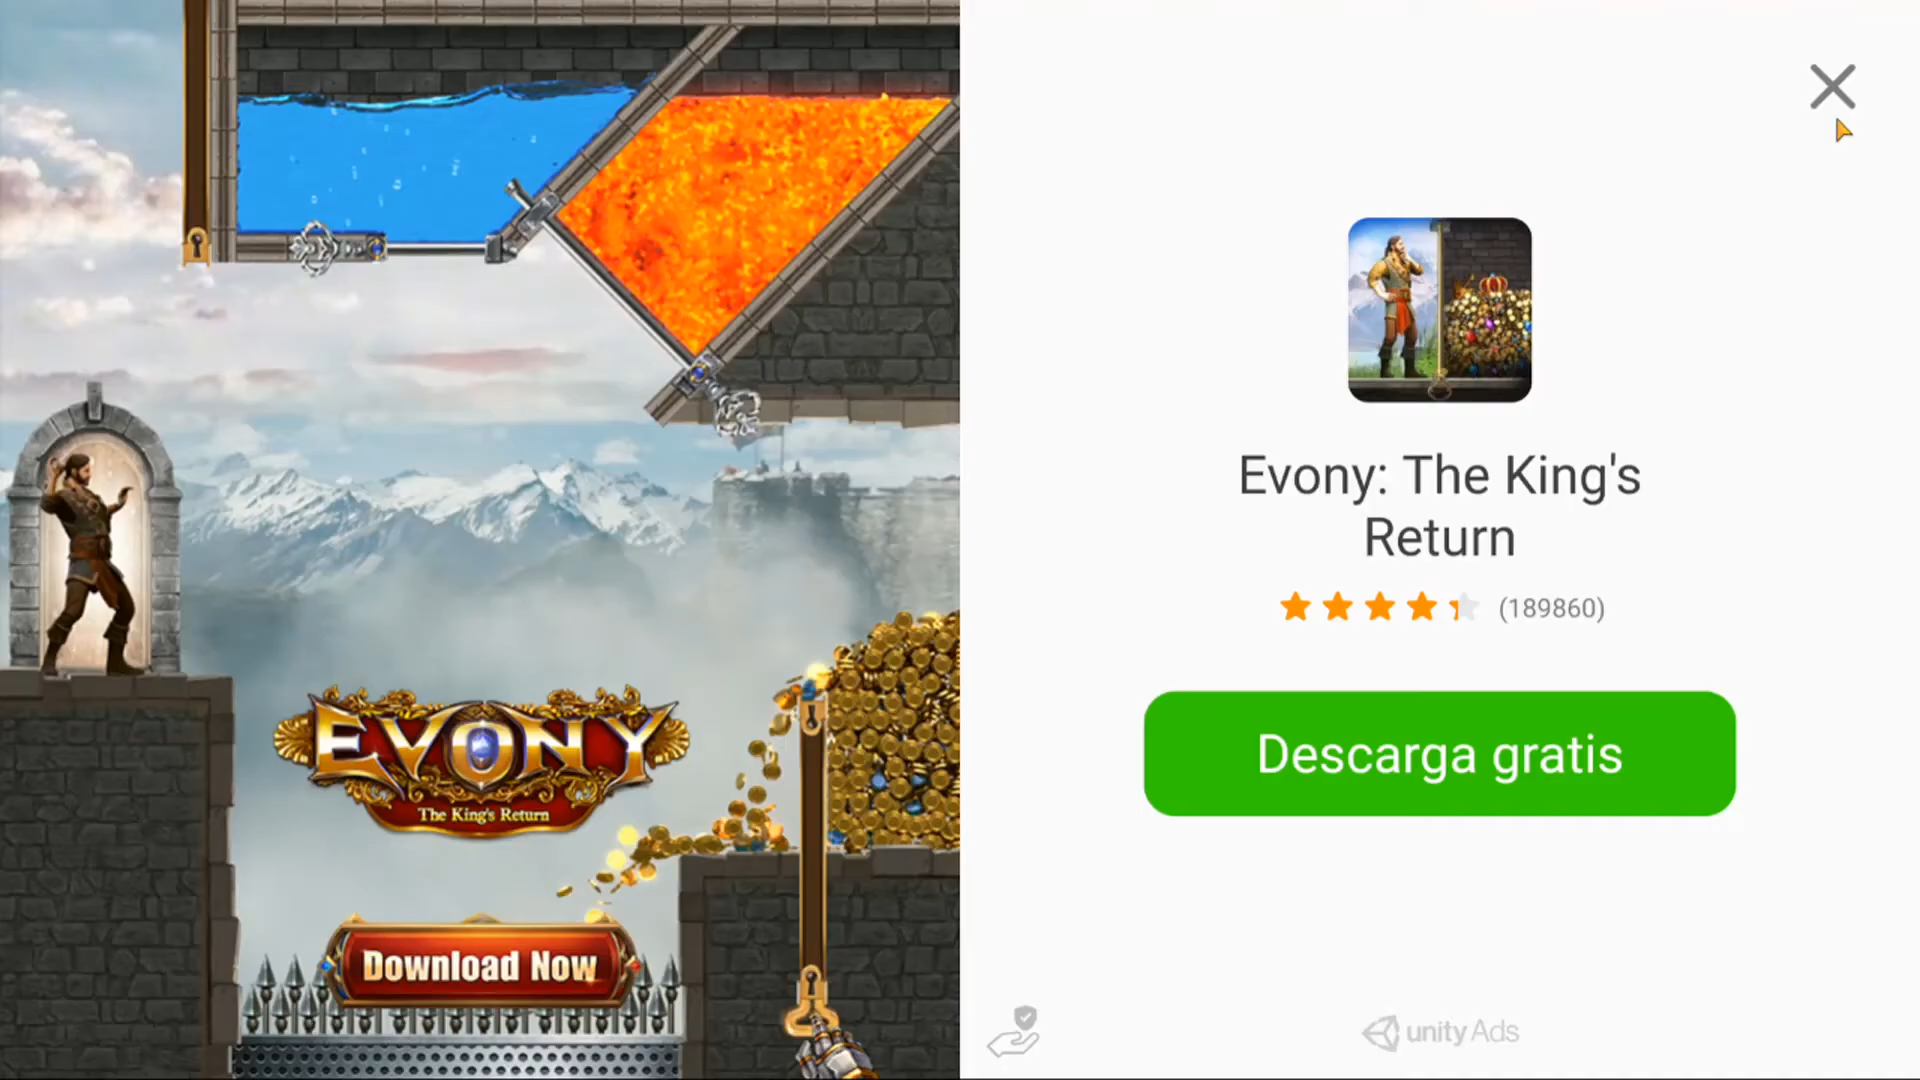 EVONY
The King's Return
Download Now
Evony: The King's
Return
(189860)
Descarga gratis
unity Ads